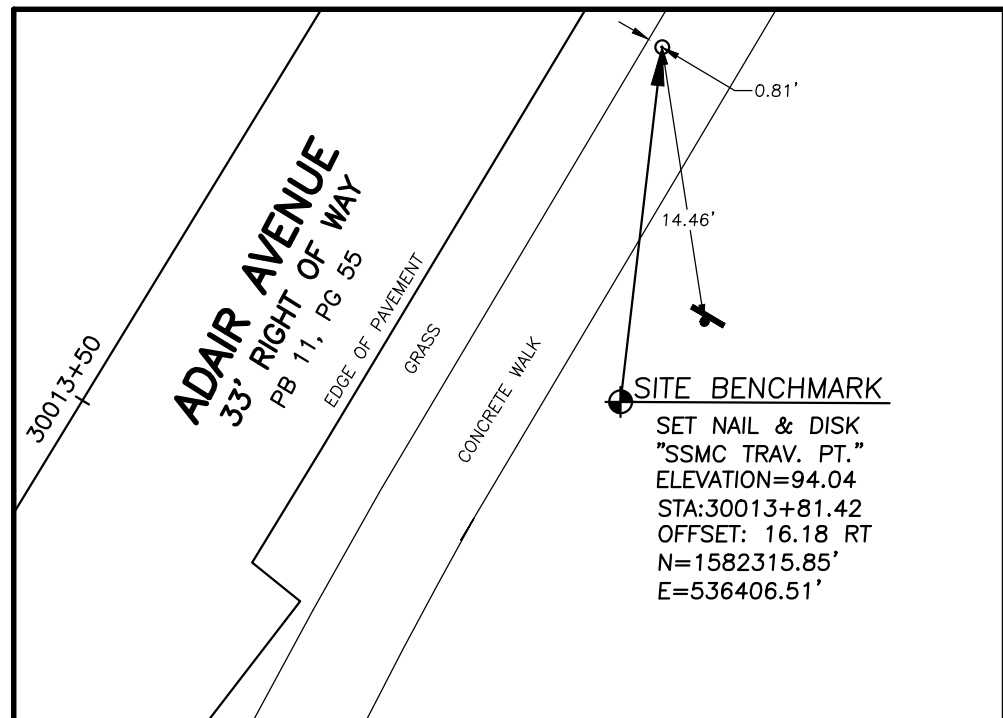 0.81'
14.46'
ADAIR AVENUE
33' RIGHT OF WAY
PB 11, PG 55
EDGE OF PAVEMENT
GRASS
CONCRETE WALK
30013+50
SITE BENCHMARK
SET NAIL & DISK
"SSMC TRAV. PT."
ELEVATION=94.04
STA:30013+81.42
OFFSET: 16.18 RT
N=1582315.85'
E=536406.51'